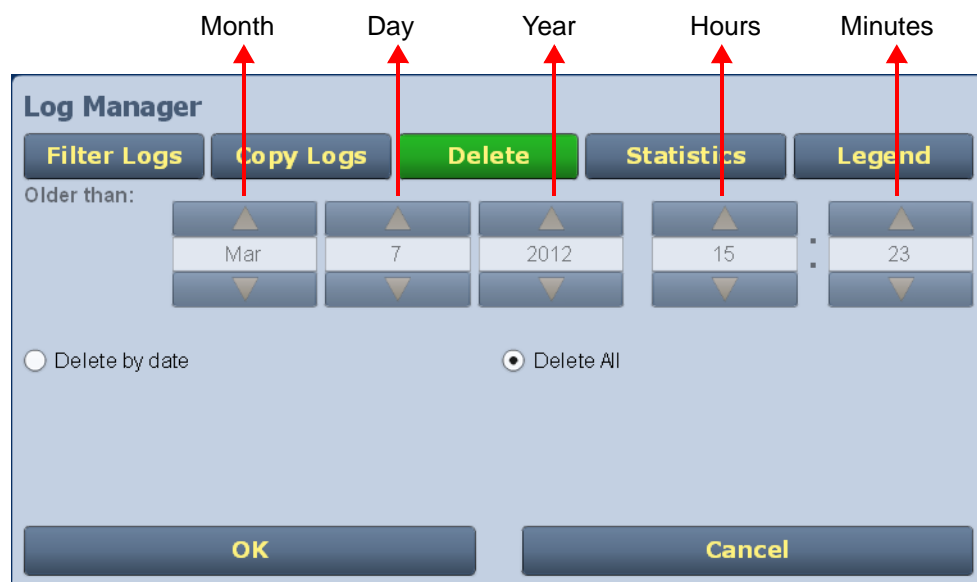 Month Day Year Hours Minutes
Log Manager
Filter Logs Copy Logs Delete Statistics Legend
Older than:
Mar 7 2012 15 : 23
Delete by date Delete All
OK Cancel